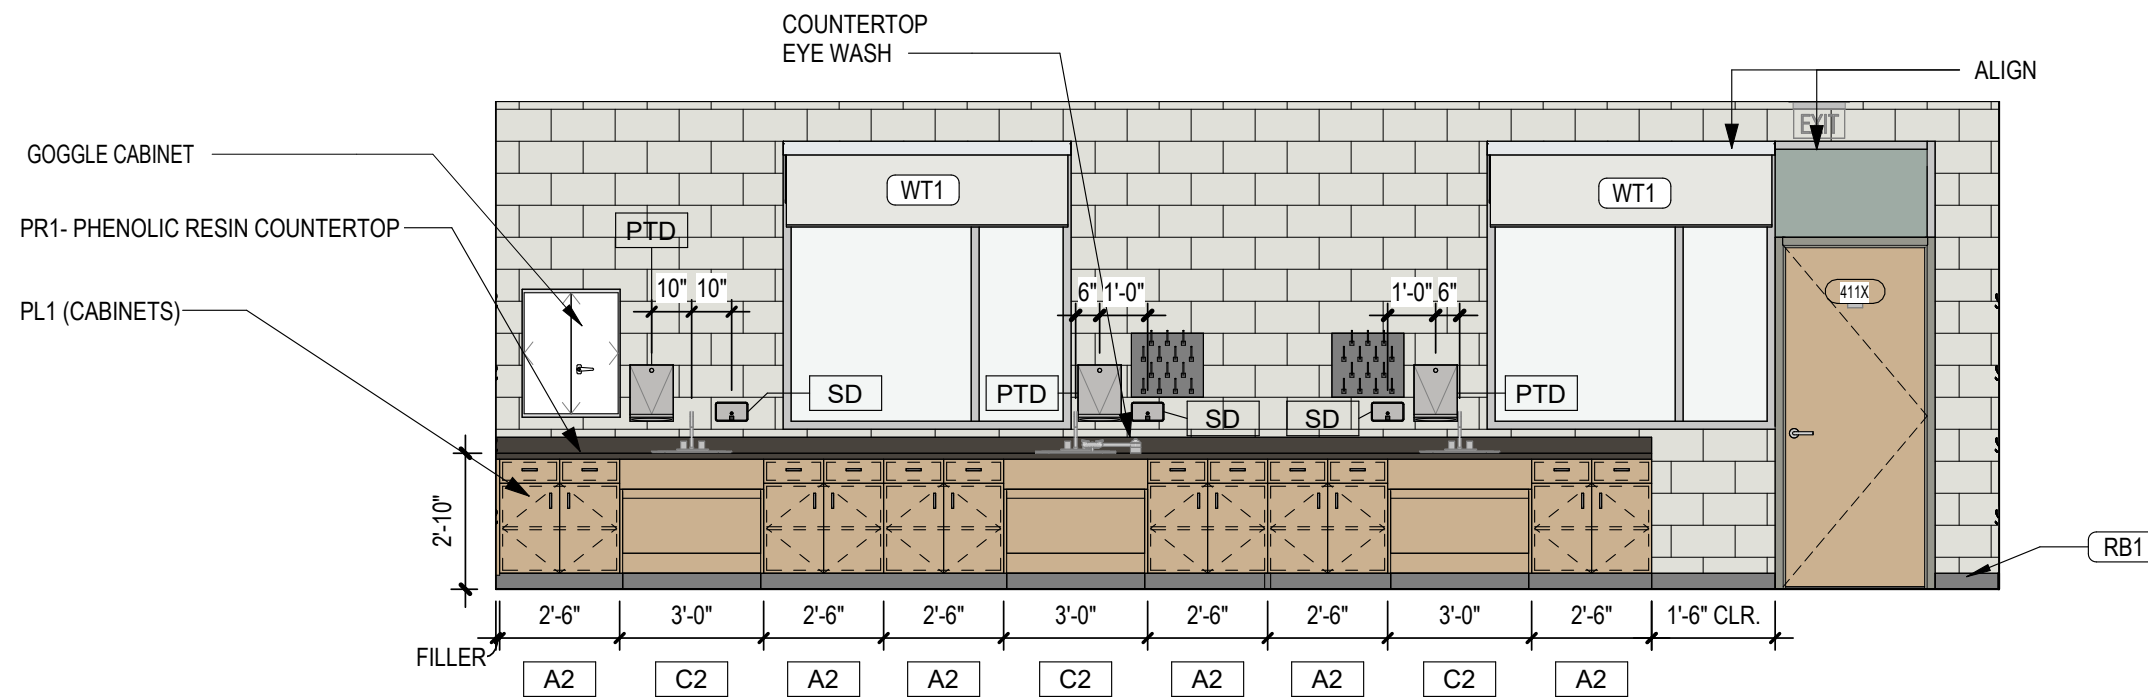 COUNTERTOP
EYE WASH
ALIGN
EXIT
GOGGLE CABINET
WT1
WT1
PR1- PHENOLIC RESIN COUNTERTOP
PTD
10" 10"
6" 1'-0"
1'-0" 6"
411X
PL1 (CABINETS)
SD
PTD
SD
SD
PTD
2'-10"
RB1
2'-6" 3'-0" 2'-6" 2'-6" 3'-0" 2'-6" 2'-6" 3'-0" 2'-6" 1'-6" CLR.
FILLER
A2 C2 A2 A2 C2 A2 A2 C2 A2